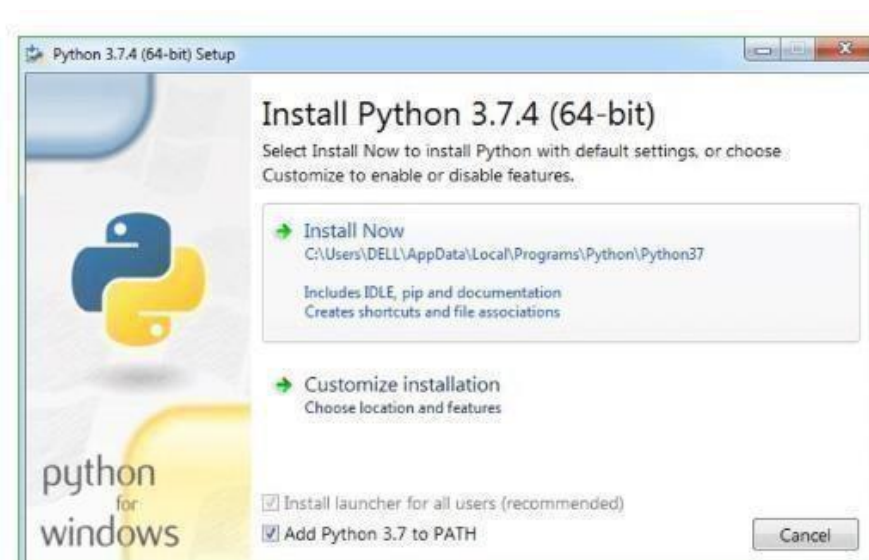 Python 3.7.4 (64-bit) Setup
Install Python 3.7.4 (64-bit)
Select Install Now to install Python with default settings, or choose
Customize to enable or disable features.
Install Now
C:\Users\DELL\AppData\Local\Programs\Python\Python37
Includes IDLE, pip and documentation
Creates shortcuts and file associations
Customize installation
Choose location and features
python
for
windows
Install launcher for all users (recommended)
Add Python 3.7 to PATH
Cancel